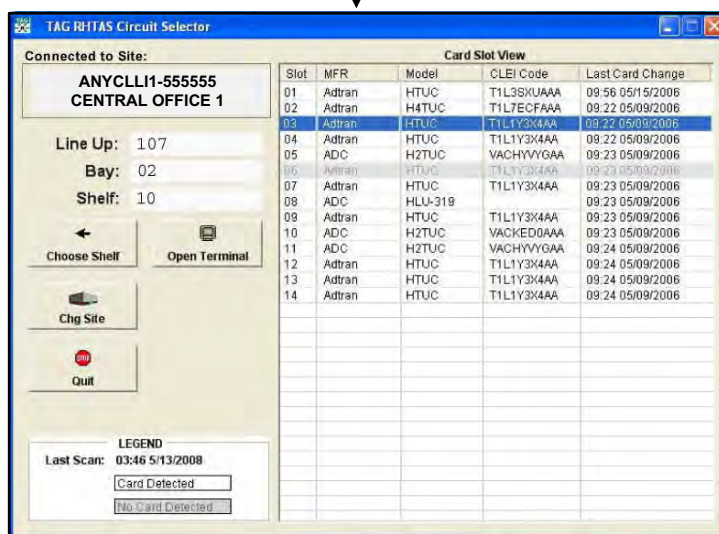 TAG RHTAS Circuit Selector
Connected to Site:
ANYCLLI1-555555
CENTRAL OFFICE 1
Line Up: 107
Bay: 02
Shelf: 10
Choose Shelf
Open Terminal
Chg Site
STOP
Quit
LEGEND
Last Scan: 03:46 5/13/2008
Card Detected
No Card Detected
Card Slot View
Slot MFR Model CLEI Code Last Card Change
01 Adtran HTUC T1L3SXUAAA 09:56 05/15/2006
02 Adtran H4TUC T1L7ECFAAA 09:22 05/09/2006
03 Adtran HTUC T1L1Y3X4AA 09:22 05/09/2006
04 Adtran HTUC T1L1Y3X4AA 09:22 05/09/2006
05 ADC H2TUC VACHYVYGAA 09:23 05/09/2006
06 Adtran HTUC T1L1Y3X4AA 09:23 05/09/2006
07 Adtran HTUC T1L1Y3X4AA 09:23 05/09/2006
08 ADC HLU-319 09:23 05/09/2006
09 Adtran HTUC T1L1Y3X4AA 09:23 05/09/2006
10 ADC H2TUC VACKED0AAA 09:23 05/09/2006
11 ADC H2TUC VACHYVYGAA 09:24 05/09/2006
12 Adtran HTUC T1L1Y3X4AA 09:24 05/09/2006
13 Adtran HTUC T1L1Y3X4AA 09:24 05/09/2006
14 Adtran HTUC T1L1Y3X4AA 09:24 05/09/2006